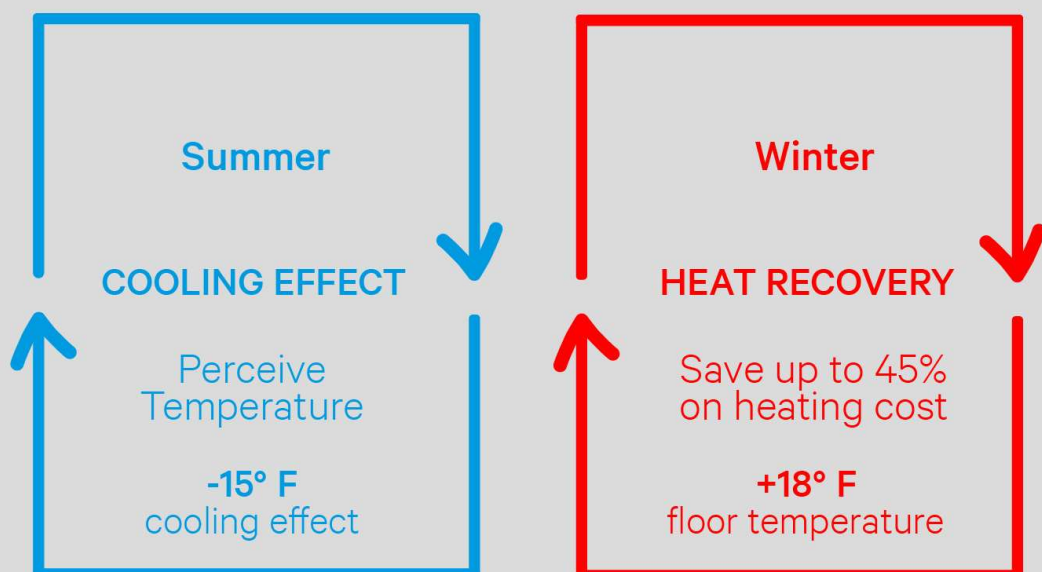 Summer
COOLING EFFECT
Perceive
Temperature
-15° F
cooling effect
Winter
HEAT RECOVERY
Save up to 45%
on heating cost
+18° F
floor temperature